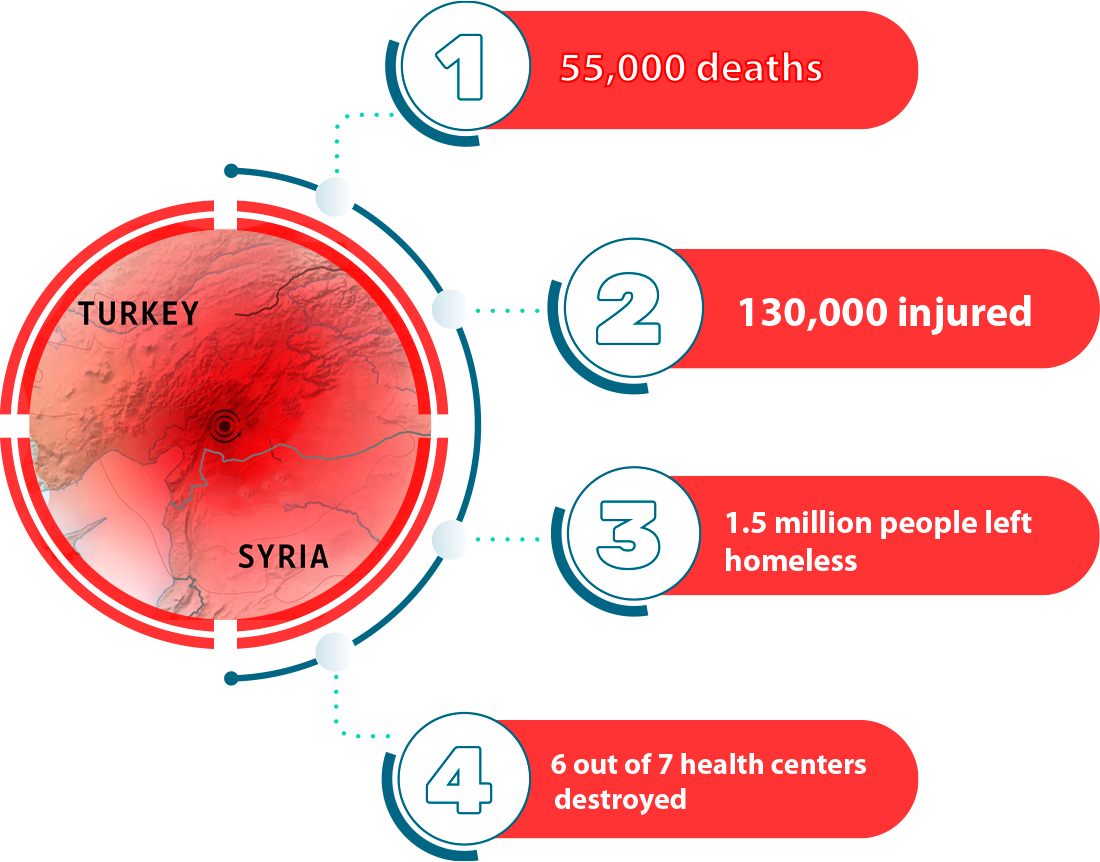 1
55,000 deaths
TURKEY
2
130,000 injured
3
1.5 million people left
homeless
SYRIA
4
6 out of 7 health centers
destroyed